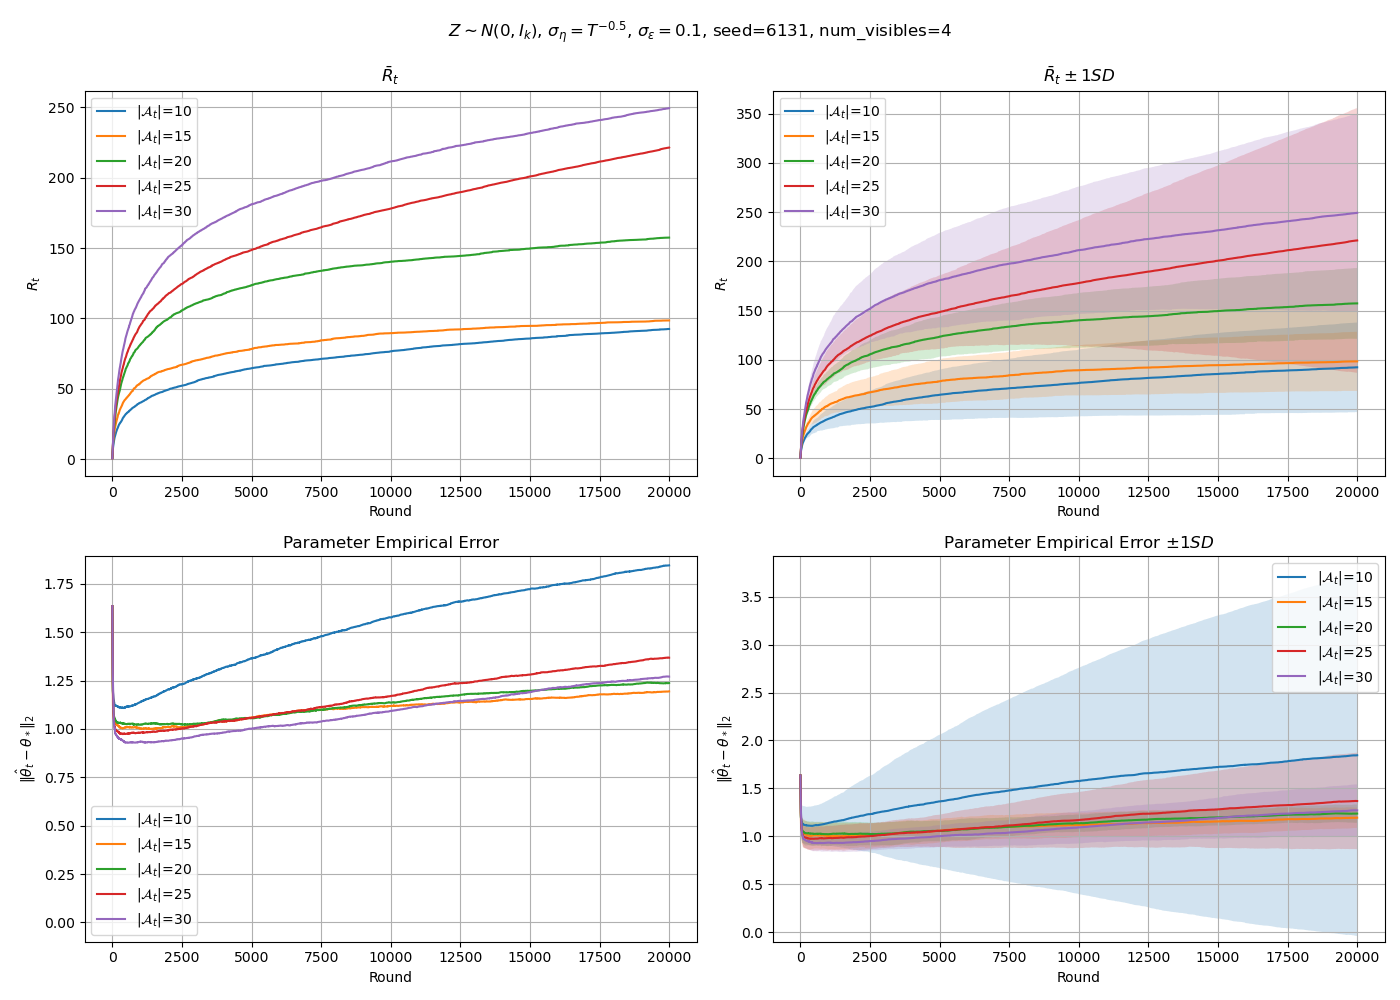 Z ~ N(0, I_k), σ_η = T^{-0.5}, σ_ε = 0.1, seed=6131, num_visibles=4
R̄_t
R_t
250
200
150
100
50
0
|𝒜_t|=10
|𝒜_t|=15
|𝒜_t|=20
|𝒜_t|=25
|𝒜_t|=30
0 2500 5000 7500 10000 12500 15000 17500 20000
Round
R̄_t ± 1SD
R_t
350
300
250
200
150
100
50
0
|𝒜_t|=10
|𝒜_t|=15
|𝒜_t|=20
|𝒜_t|=25
|𝒜_t|=30
0 2500 5000 7500 10000 12500 15000 17500 20000
Round
Parameter Empirical Error
‖θ̂_t − θ_*‖_2
1.75
1.50
1.25
1.00
0.75
0.50
0.25
0.00
|𝒜_t|=10
|𝒜_t|=15
|𝒜_t|=20
|𝒜_t|=25
|𝒜_t|=30
0 2500 5000 7500 10000 12500 15000 17500 20000
Round
Parameter Empirical Error ±1SD
‖θ̂_t − θ_*‖_2
3.5
3.0
2.5
2.0
1.5
1.0
0.5
0.0
|𝒜_t|=10
|𝒜_t|=15
|𝒜_t|=20
|𝒜_t|=25
|𝒜_t|=30
0 2500 5000 7500 10000 12500 15000 17500 20000
Round